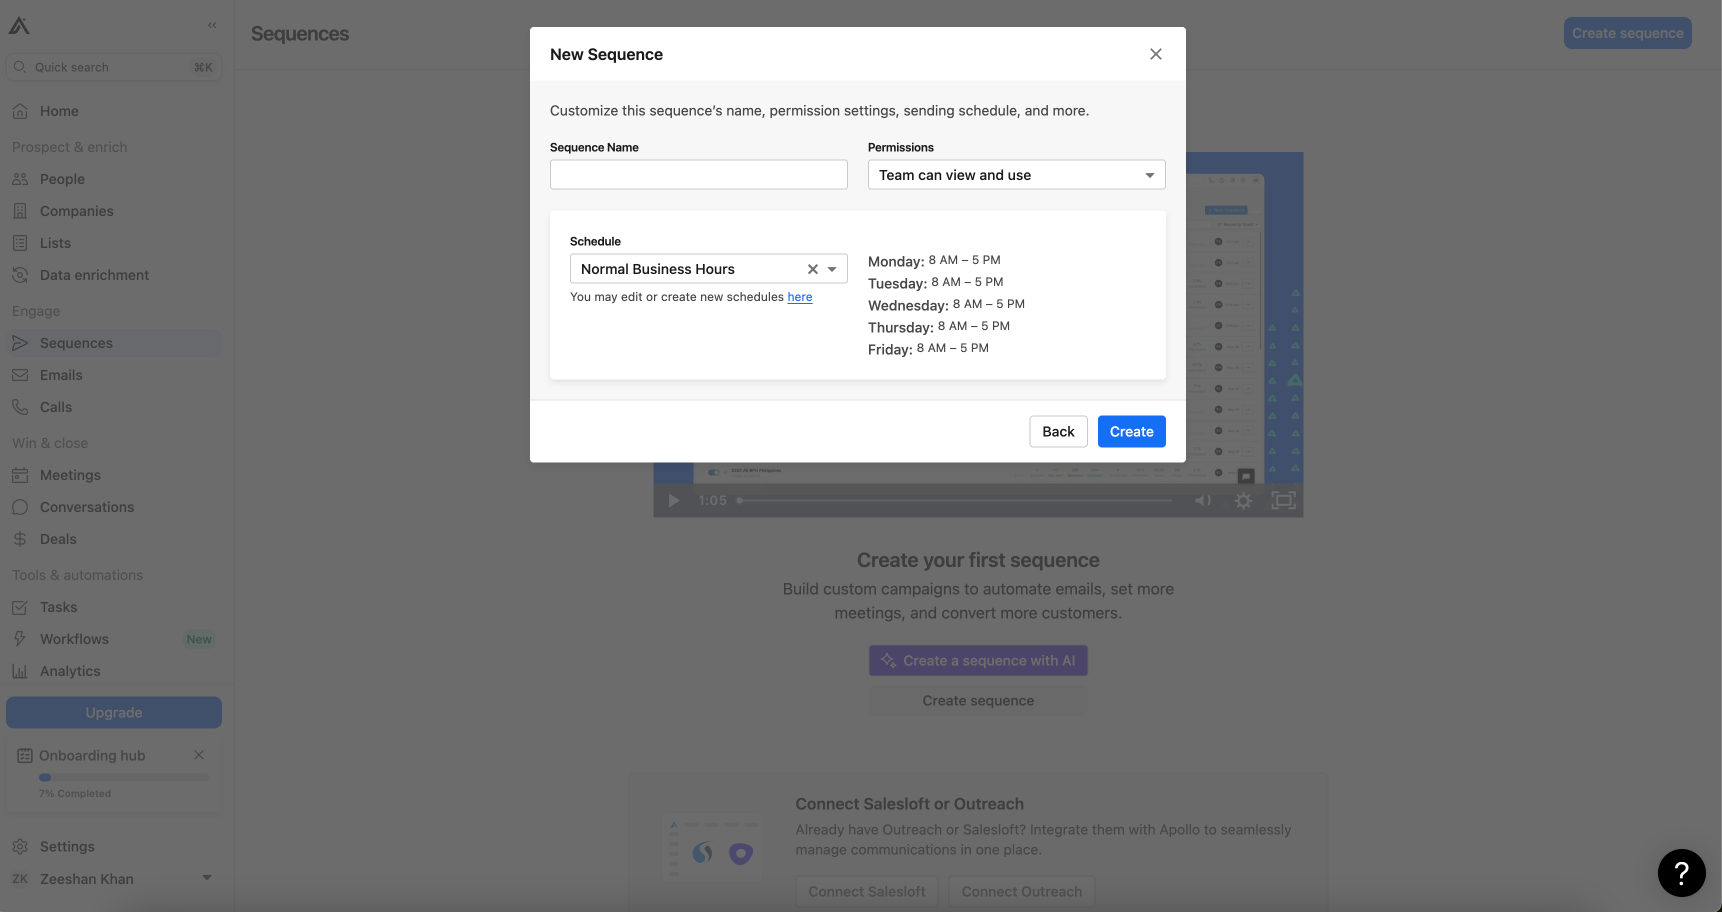 Quick search ⌘K
Home
Prospect & enrich
People
Companies
Lists
Data enrichment
Engage
Sequences
Emails
Calls
Win & close
Meetings
Conversations
Deals
Tools & automations
Tasks
Workflows New
Analytics
Upgrade
Onboarding hub
7% Completed
Settings
ZK Zeeshan Khan
Sequences
Create sequence
New Sequence
Customize this sequence's name, permission settings, sending schedule, and more.
Sequence Name
Permissions
Team can view and use
Schedule
Normal Business Hours
You may edit or create new schedules here
Monday: 8 AM – 5 PM
Tuesday: 8 AM – 5 PM
Wednesday: 8 AM – 5 PM
Thursday: 8 AM – 5 PM
Friday: 8 AM – 5 PM
Back
Create
1:05
Create your first sequence
Build custom campaigns to automate emails, set more
meetings, and convert more customers.
Create a sequence with AI
Create sequence
Connect Salesloft or Outreach
Already have Outreach or Salesloft? Integrate them with Apollo to seamlessly
manage communications in one place.
Connect Salesloft
Connect Outreach
?